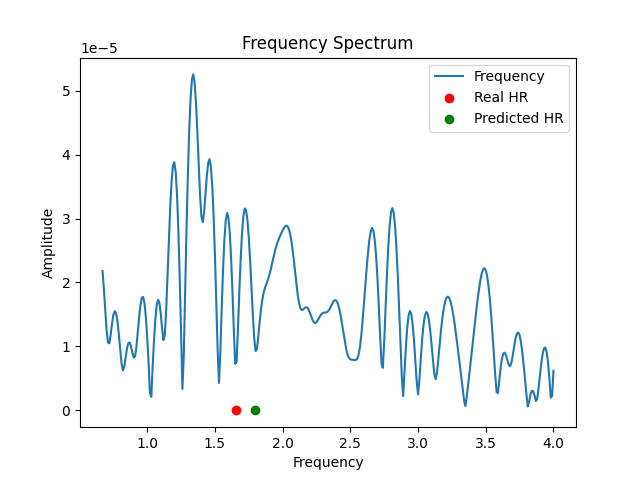 Frequency Spectrum
1e−5
Frequency
Real HR
Predicted HR
5
4
3
2
1
0
Amplitude
1.0 1.5 2.0 2.5 3.0 3.5 4.0
Frequency